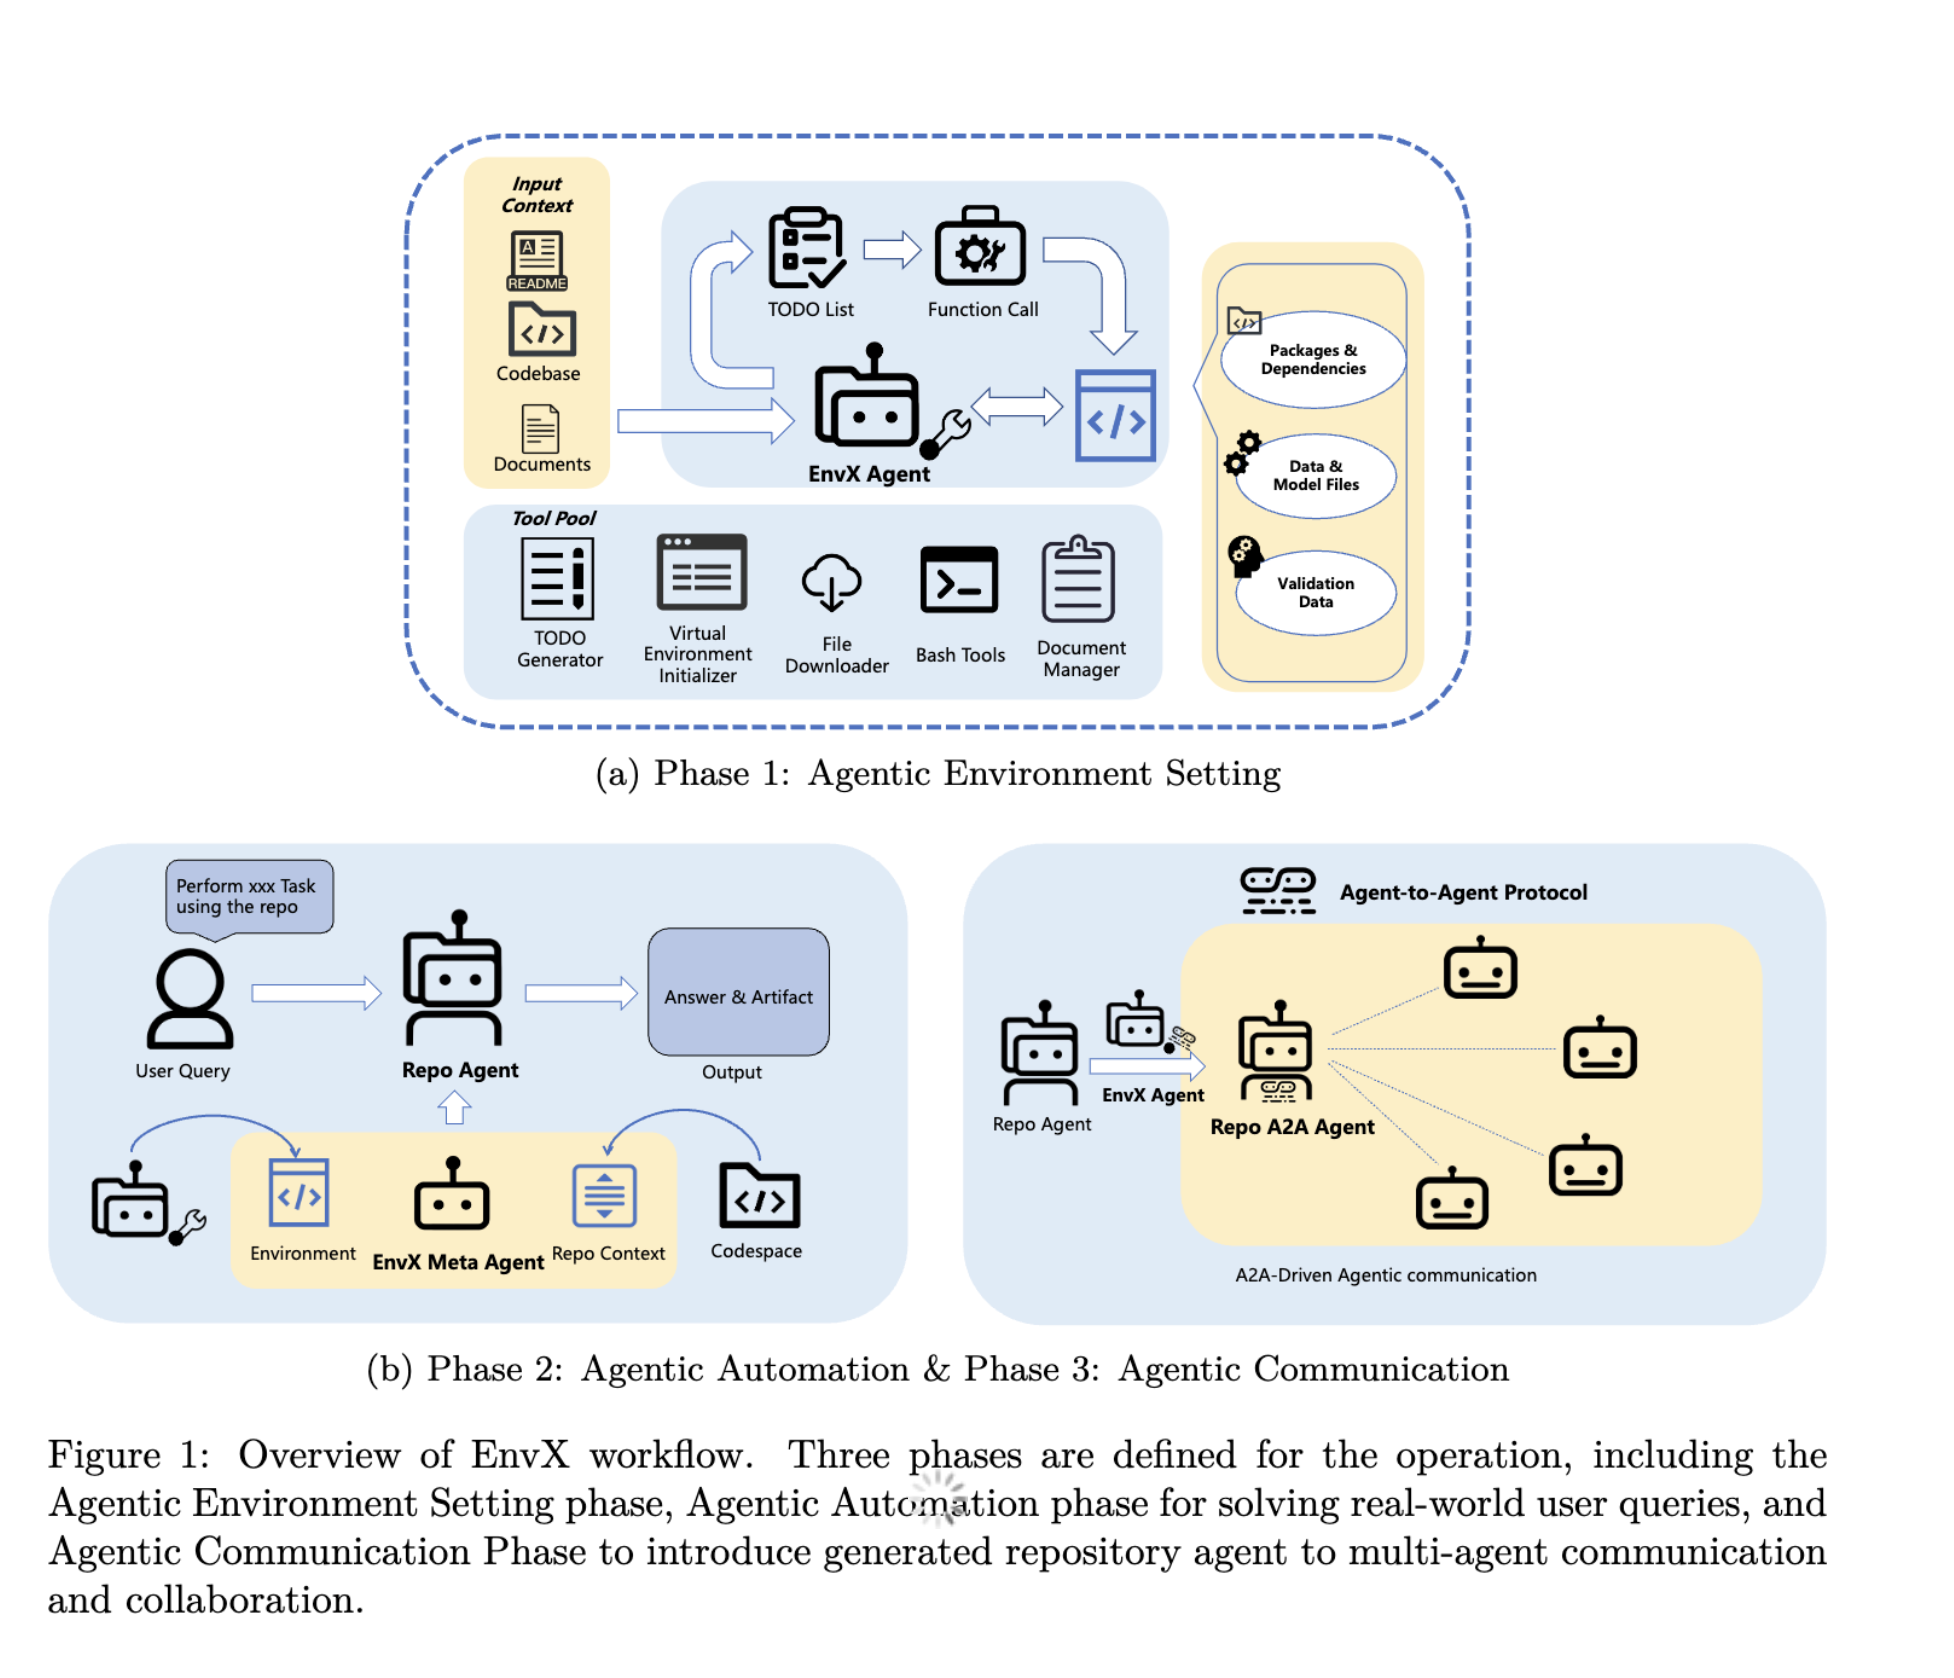 Input
Context
A
README
</>
Codebase
Documents
TODO List
Function Call
EnvX Agent
</>
</>
Packages &
Dependencies
Data &
Model Files
Validation
Data
Tool Pool
TODO
Generator
Virtual
Environment
Initializer
File
Downloader
Bash Tools
Document
Manager
(a) Phase 1: Agentic Environment Setting
Perform xxx Task
using the repo
User Query
Repo Agent
Answer & Artifact
Output
</>
Environment
EnvX Meta Agent
Repo Context
</>
Codespace
Agent-to-Agent Protocol
Repo Agent
EnvX Agent
Repo A2A Agent
A2A-Driven Agentic communication
(b) Phase 2: Agentic Automation & Phase 3: Agentic Communication
Figure 1: Overview of EnvX workflow. Three phases are defined for the operation, including the
Agentic Environment Setting phase, Agentic Automation phase for solving real-world user queries, and
Agentic Communication Phase to introduce generated repository agent to multi-agent communication
and collaboration.